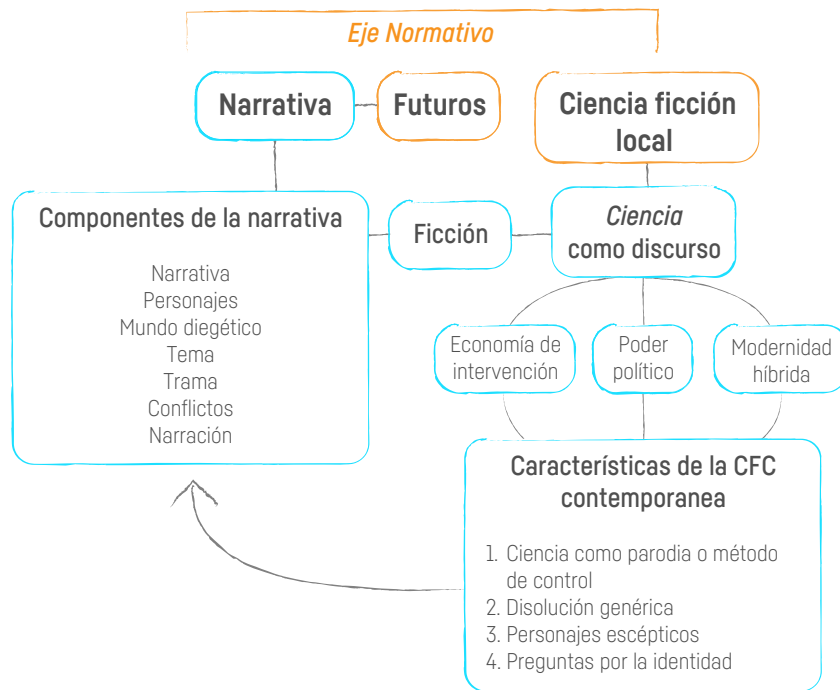 Eje Normativo
Narrativa
Futuros
Ciencia ficción
local
Componentes de la narrativa
Narrativa
Personajes
Mundo diegético
Tema
Trama
Conflictos
Narración
Ficción
Ciencia
como discurso
Economía de
intervención
Poder
político
Modernidad
híbrida
Características de la CFC
contemporanea
1. Ciencia como parodia o método
de control
2. Disolución genérica
3. Personajes escépticos
4. Preguntas por la identidad